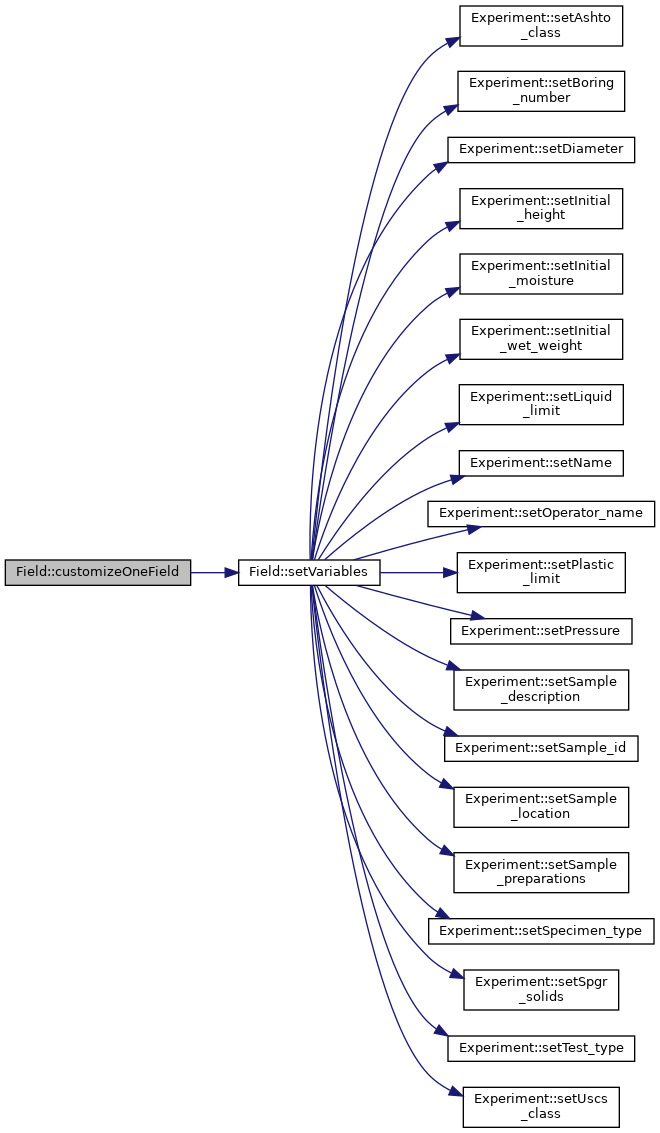 Experiment::setAshto
_class
Experiment::setBoring
_number
Experiment::setDiameter
Experiment::setInitial
_height
Experiment::setInitial
_moisture
Experiment::setInitial
_wet_weight
Experiment::setLiquid
_limit
Experiment::setName
Experiment::setOperator_name
Field::customizeOneField
Field::setVariables
Experiment::setPlastic
_limit
Experiment::setPressure
Experiment::setSample
_description
Experiment::setSample_id
Experiment::setSample
_location
Experiment::setSample
_preparations
Experiment::setSpecimen_type
Experiment::setSpgr
_solids
Experiment::setTest_type
Experiment::setUscs
_class